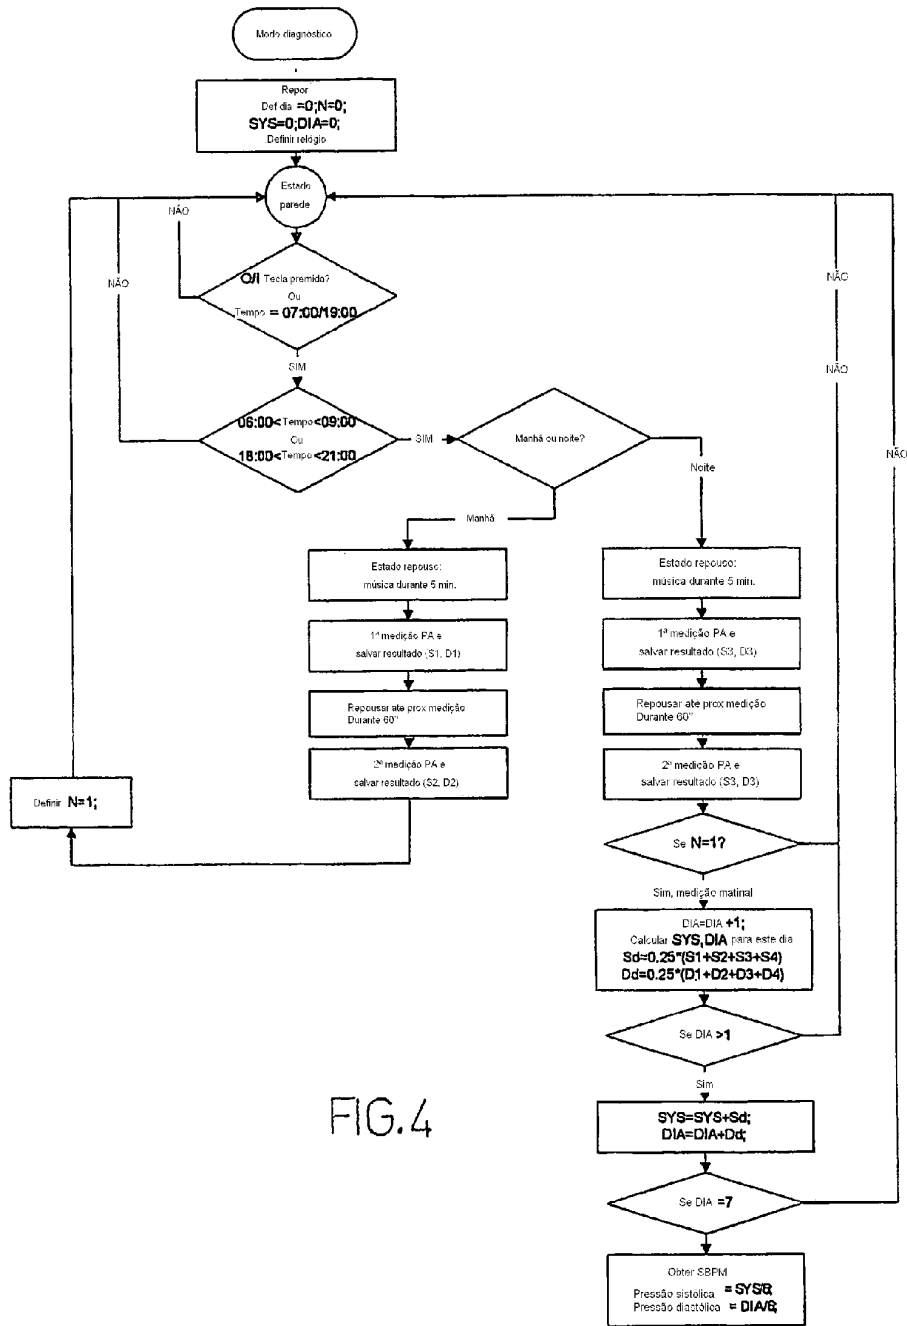 Modo diagnóstico
Repor
Def dia =0;N=0;
SYS=0;DIA=0;
Definir relógio
Estado
parede
NÃO
NÃO
NÃO
O/I Tecla premida?
Ou
Tempo = 07:00/19:00
SIM
NÃO
06:00<Tempo<09:00
Ou
18:00<Tempo<21:00
SIM
Manhã ou noite?
NÃO
Noite
Manhã
Estado repouso:
música durante 5 min.
Estado repouso:
música durante 5 min.
1ª medição PA e
salvar resultado (S1, D1)
1ª medição PA e
salvar resultado (S3, D3)
Repousar até prox medição
Durante 60"
Repousar até prox medição
Durante 60"
2ª medição PA e
salvar resultado (S2, D2)
2ª medição PA e
salvar resultado (S3, D3)
Definir N=1;
Se N=1?
Sim, medição matinal
DIA=DIA +1;
Calcular SYS,DIA para este dia
Sd=0.25*(S1+S2+S3+S4)
Dd=0.25*(D1+D2+D3+D4)
Se DIA >1
Sim
FIG.4
SYS=SYS+Sd;
DIA=DIA+Dd;
Se DIA =7
Obter SBPM
Pressão sistólica = SYS/6;
Pressão diastólica = DIA/6;